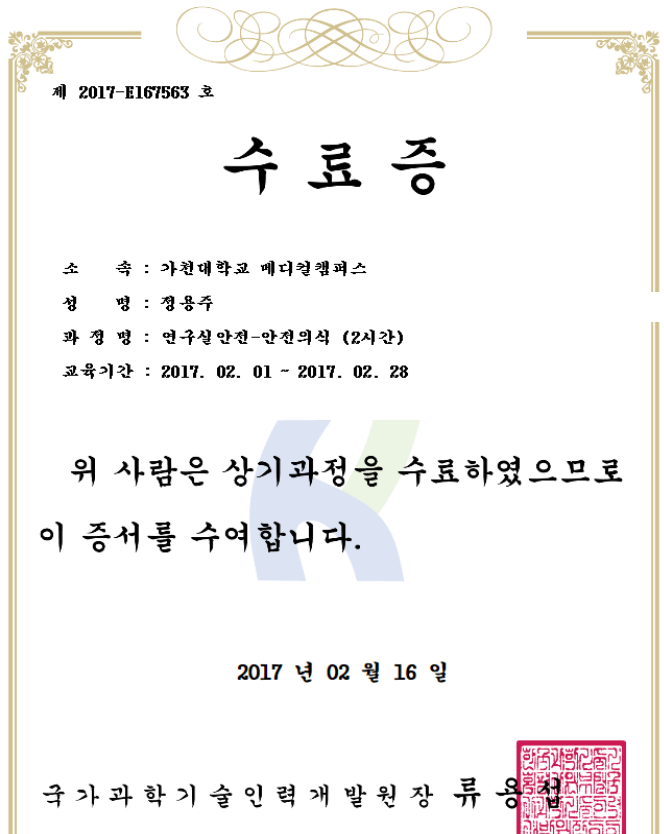 제 2017-E167563 호
수 료 증
소 속 : 가천대학교 메디컬캠퍼스
성 명 : 정용주
과 정 명 : 연구실안전-안전의식 (2시간)
교육기간 : 2017. 02. 01 ~ 2017. 02. 28
위 사람은 상기과정을 수료하였으므로
이 증서를 수여합니다.
2017 년 02 월 16 일
국가과학기술인력개발원장 류용섭